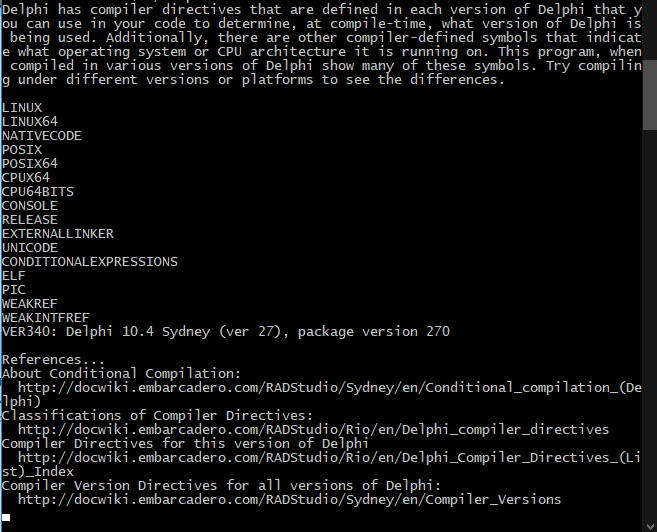 Delphi has compiler directives that are defined in each version of Delphi that y
ou can use in your code to determine, at compile-time, what version of Delphi is
 being used. Additionally, there are other compiler-defined symbols that indicat
e what operating system or CPU architecture it is running on. This program, when
 compiled in various versions of Delphi show many of these symbols. Try compilin
g under different versions or platforms to see the differences.

LINUX
LINUX64
NATIVECODE
POSIX
POSIX64
CPUX64
CPU64BITS
CONSOLE
RELEASE
EXTERNALLINKER
UNICODE
CONDITIONALEXPRESSIONS
ELF
PIC
WEAKREF
WEAKINTFREF
VER340: Delphi 10.4 Sydney (ver 27), package version 270

References...
About Conditional Compilation:
  http://docwiki.embarcadero.com/RADStudio/Sydney/en/Conditional_compilation_(De
lphi)
Classifications of Compiler Directives:
  http://docwiki.embarcadero.com/RADStudio/Rio/en/Delphi_compiler_directives
Compiler Directives for this version of Delphi
  http://docwiki.embarcadero.com/RADStudio/Rio/en/Delphi_Compiler_Directives_(Li
st)_Index
Compiler Version Directives for all versions of Delphi:
  http://docwiki.embarcadero.com/RADStudio/Sydney/en/Compiler_Versions